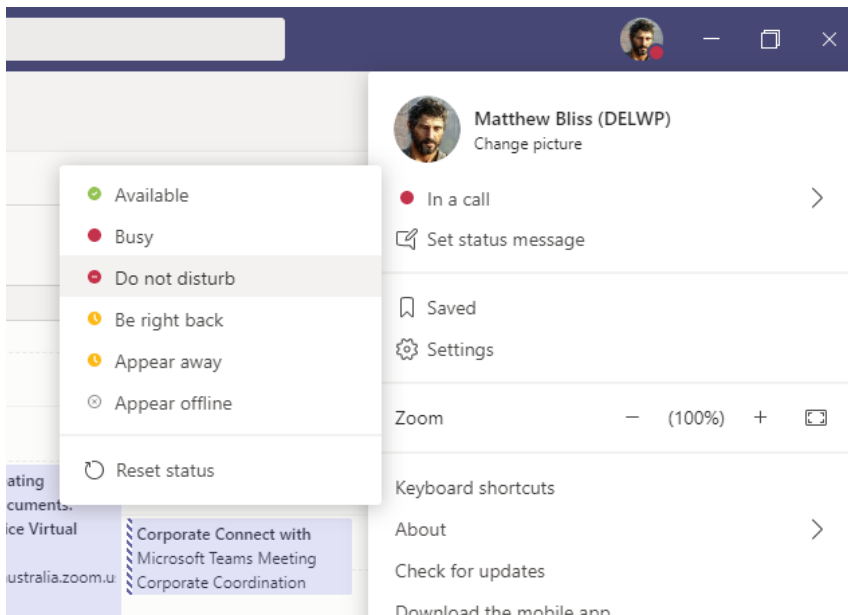 Matthew Bliss (DELWP)
Change picture
In a call
Set status message
Saved
Settings
Zoom
(100%)
Keyboard shortcuts
About
Check for updates
Download the mobile app
Available
Busy
Do not disturb
Be right back
Appear away
Appear offline
Reset status
ating
cuments.
ice Virtual
ustralia.zoom.u
Corporate Connect with
Microsoft Teams Meeting
Corporate Coordination